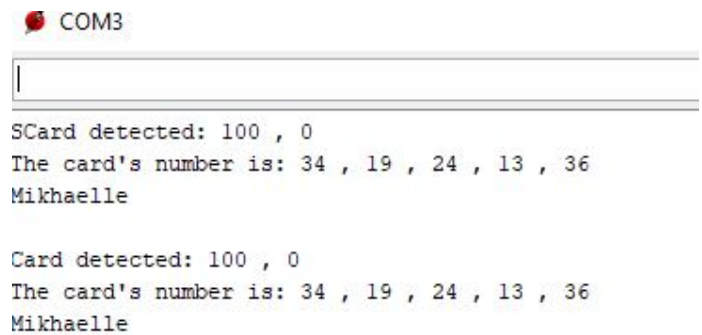 COM3
SCard detected: 100 , 0
The card's number is: 34 , 19 , 24 , 13 , 36
Mikhaelle
Card detected: 100 , 0
The card's number is: 34 , 19 , 24 , 13 , 36
Mikhaelle